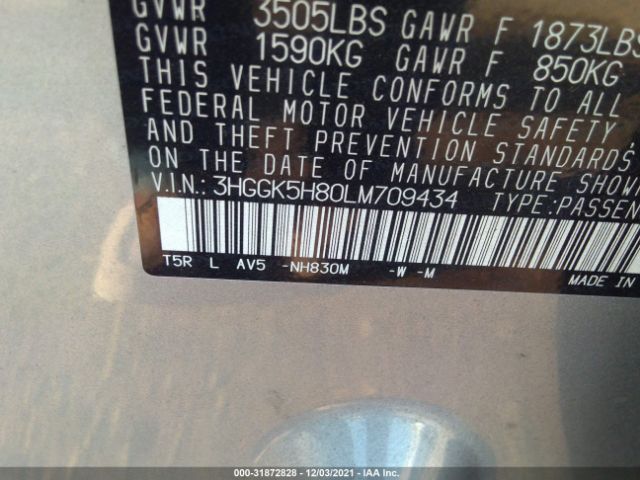 GVWR 3505LBS GAWR F 1873LBS
GVWR 1590KG GAWR F 850KG
THIS VEHICLE CONFORMS TO ALL
FEDERAL MOTOR VEHICLE SAFETY,
AND THEFT PREVENTION STANDARDS
ON THE DATE OF MANUFACTURE SHOW
V.I.N.: 3HGGK5H80LM709434 TYPE:PASSEN
T5R L AV5 -NH830M -W -M MADE IN
000-31872828 - 12/03/2021 - IAA Inc.